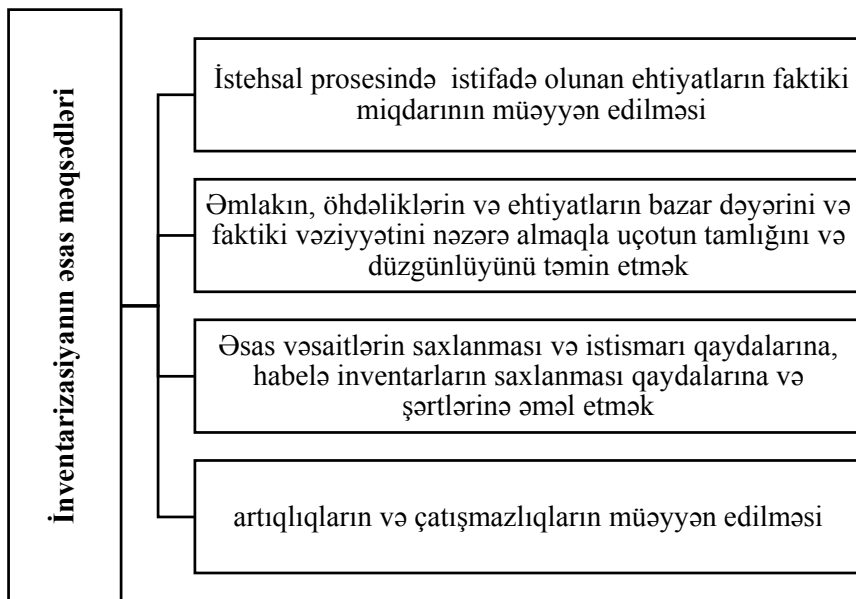 İnventarizasiyanın əsas məqsədləri
İstehsal prosesində istifadə olunan ehtiyatların faktiki
miqdarının müəyyən edilməsi
Əmlakın, öhdəliklərin və ehtiyatların bazar dəyərini və
faktiki vəziyyətini nəzərə almaqla uçotun tamlığını və
düzgünlüyünü təmin etmək
Əsas vəsaitlərin saxlanması və istismarı qaydalarına,
habelə inventarların saxlanması qaydalarına və
şərtlərinə əməl etmək
artıqlıqların və çatışmazlıqların müəyyən edilməsi